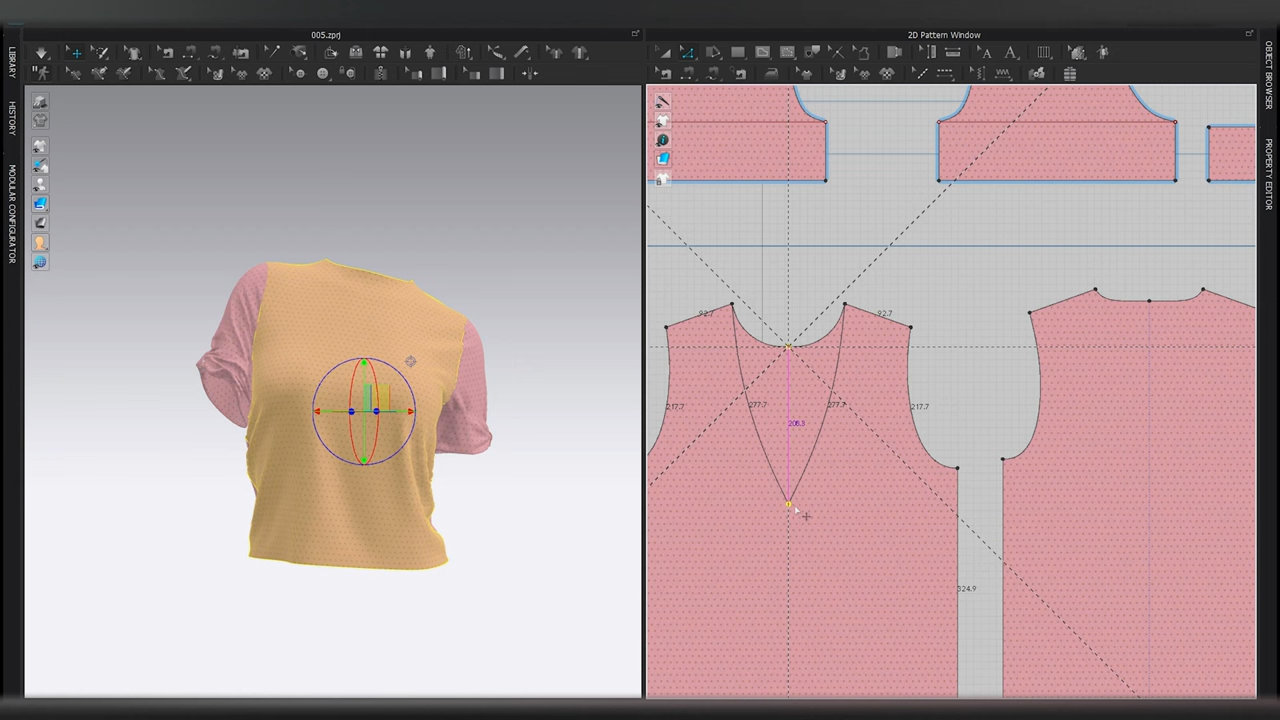 005.zprj
2D Pattern Window
LIBRARY
HISTORY
MODULAR CONFIGURATOR
OBJECT BROWSER
PROPERTY EDITOR
92.7
92.7
277.7
277.7
217.7
217.7
324.9